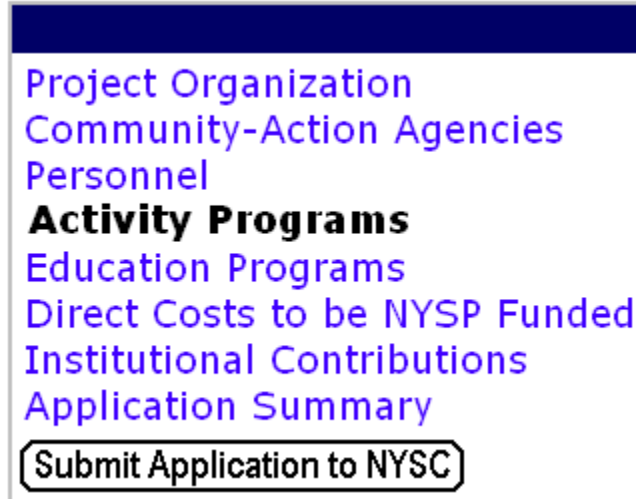 Project Organization
Community-Action Agencies
Personnel
Activity Programs
Education Programs
Direct Costs to be NYSP Funded
Institutional Contributions
Application Summary
Submit Application to NYSC